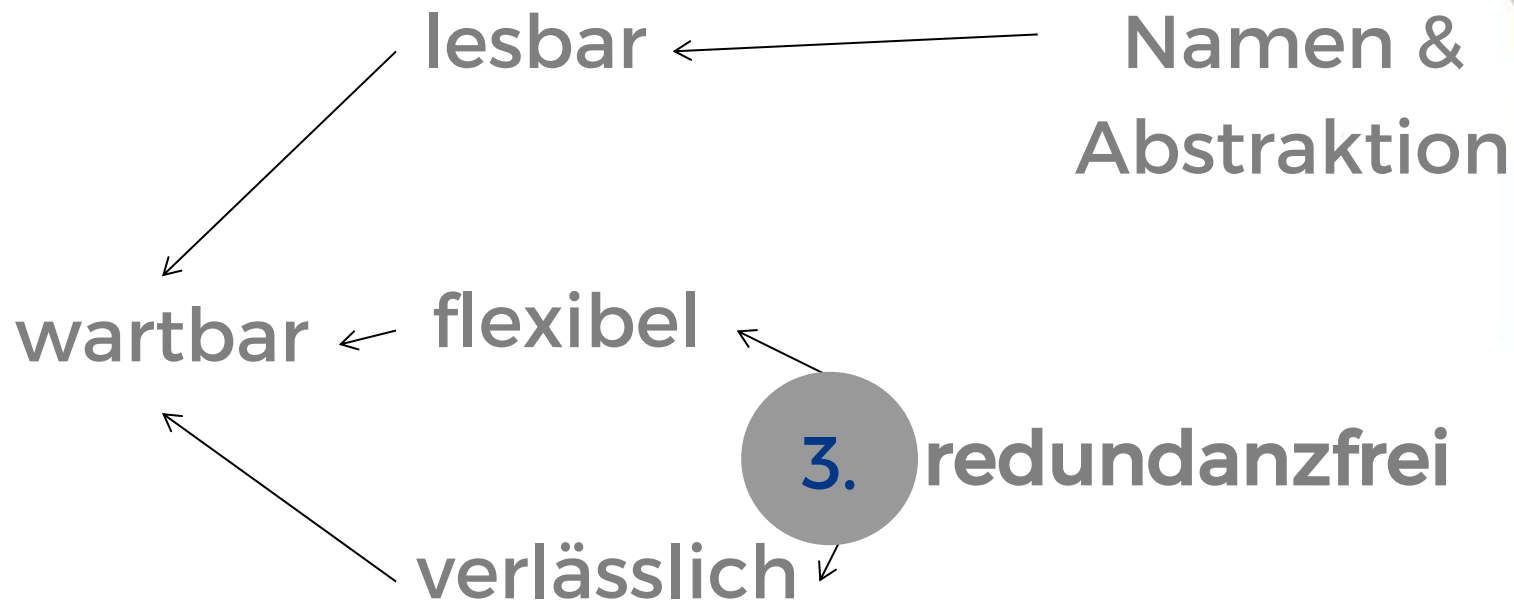 lesbar
Namen &
Abstraktion
wartbar
flexibel
3.
redundanzfrei
verlässlich